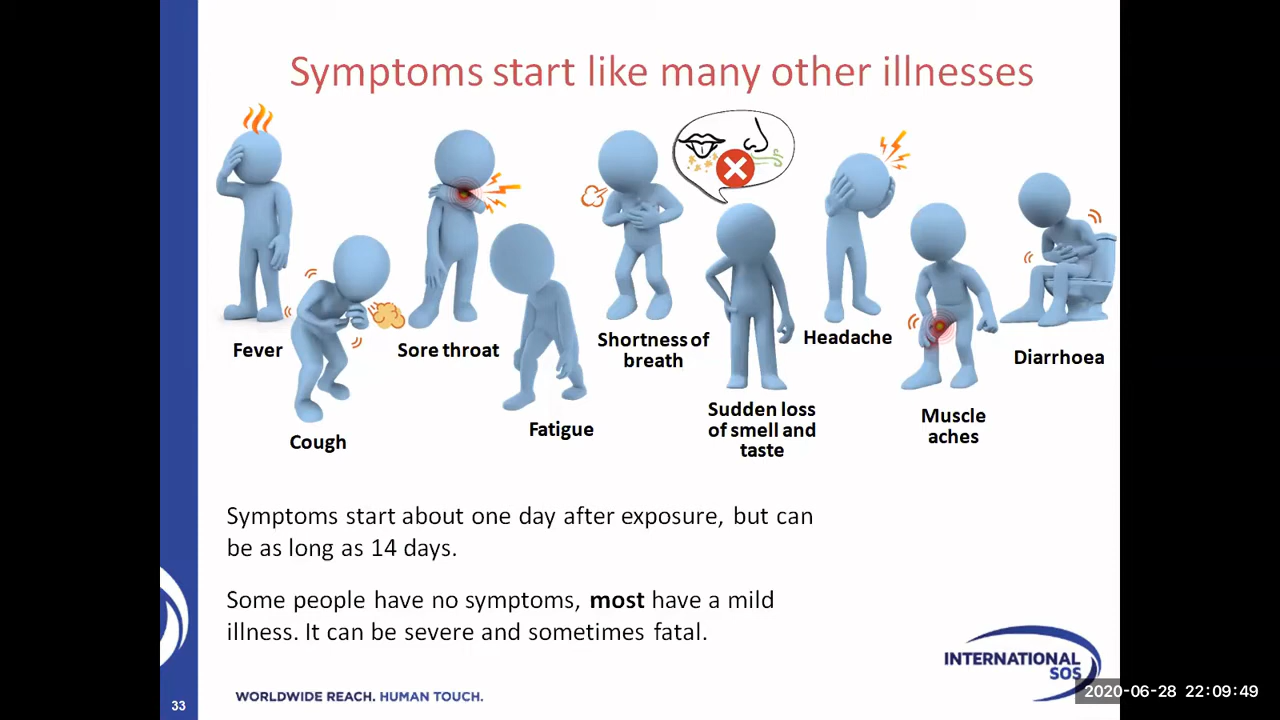 Symptoms start like many other illnesses
Fever
Cough
Sore throat
Fatigue
Shortness of
breath
Sudden loss
of smell and
taste
Headache
Muscle
aches
Diarrhoea
Symptoms start about one day after exposure, but can
be as long as 14 days.
Some people have no symptoms, most have a mild
illness. It can be severe and sometimes fatal.
INTERNATIONAL
SOS
WORLDWIDE REACH. HUMAN TOUCH.
33
2020-06-28 22:09:49